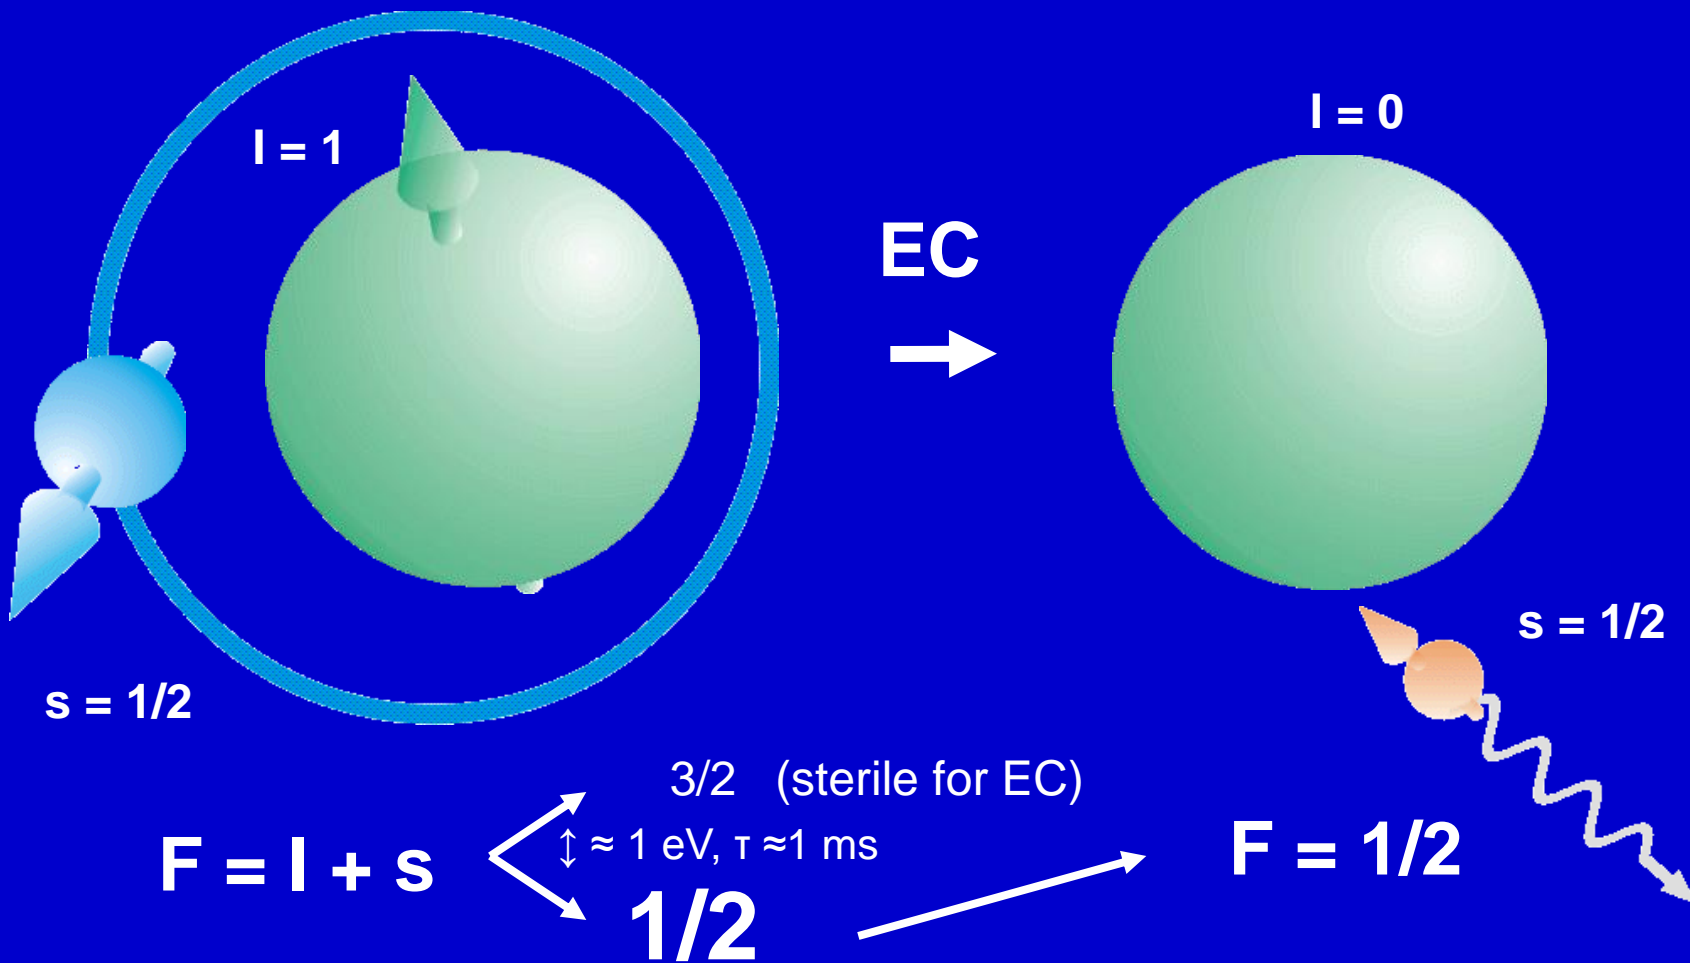 I = 1
I = 0
EC
s = 1/2
s = 1/2
3/2 (sterile for EC)
↕ ≈ 1 eV, τ ≈1 ms
F = I + s
1/2
F = 1/2